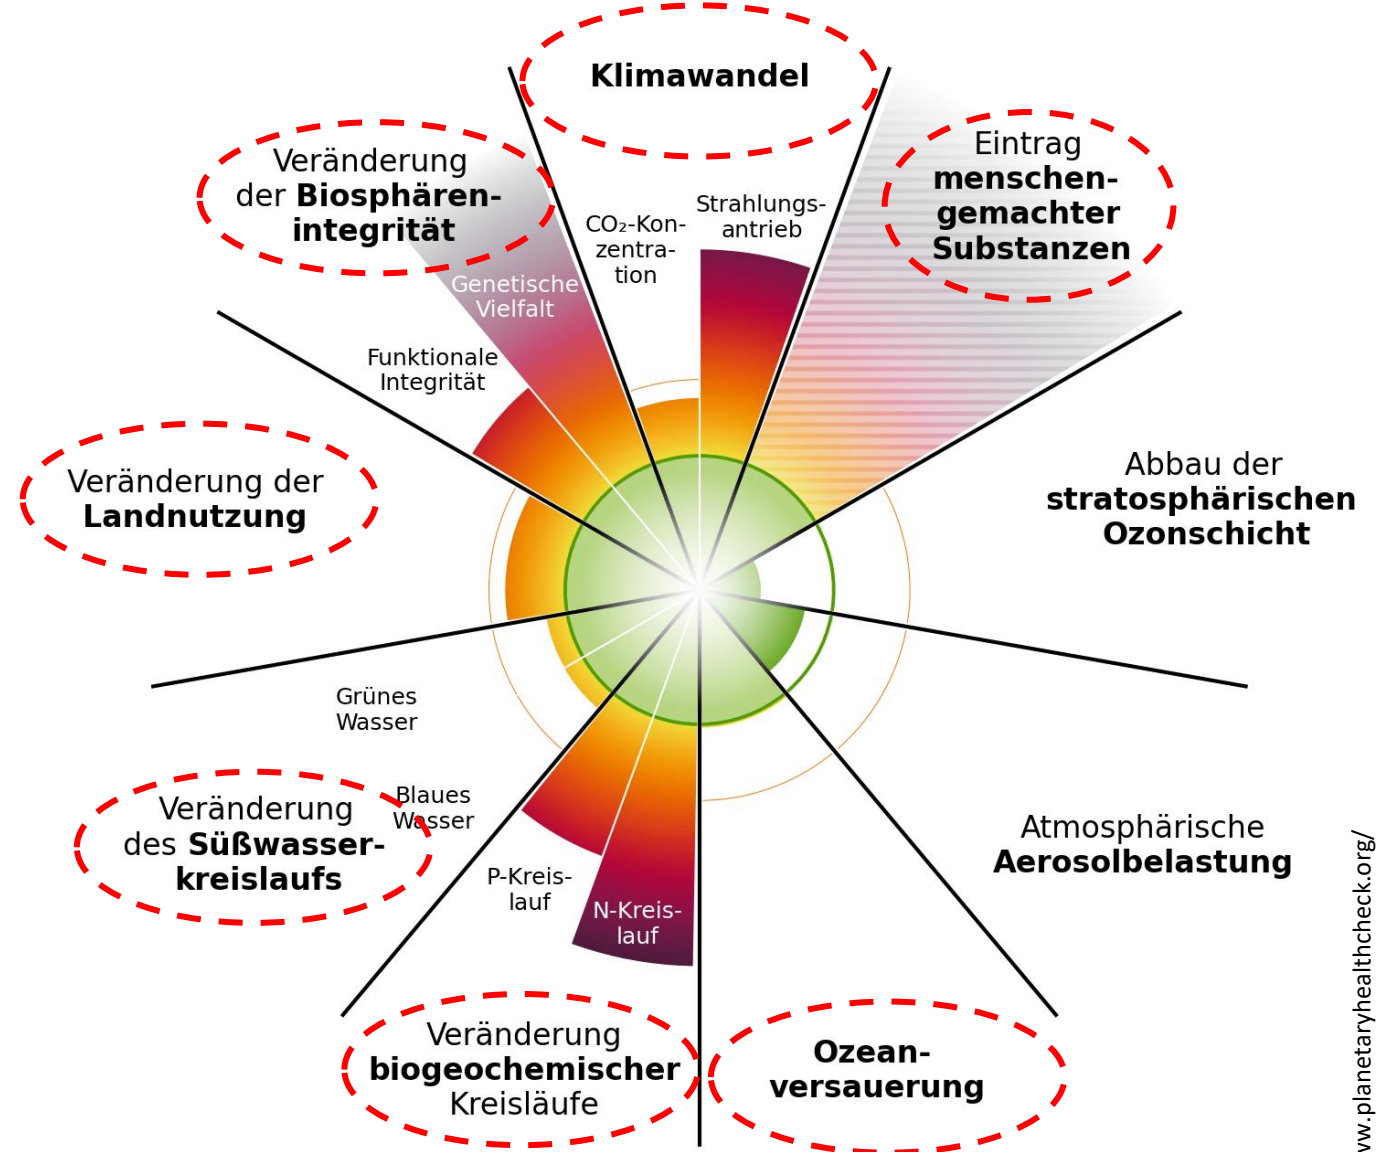 Klimawandel
Eintrag
menschen-
gemachter
Substanzen
Veränderung
der Biosphären-
integrität
CO₂-Kon-
zentra-
tion
Strahlungs-
antrieb
Genetische
Vielfalt
Funktionale
Integrität
Veränderung der
Landnutzung
Abbau der
stratosphärischen
Ozonschicht
Grünes
Wasser
Blaues
Wasser
Veränderung
des Süßwasser-
kreislaufs
Atmosphärische
Aerosolbelastung
P-Kreis-
lauf
N-Kreis-
lauf
Veränderung
biogeochemischer
Kreisläufe
Ozean-
versauerung
ww.planetaryhealthcheck.org/